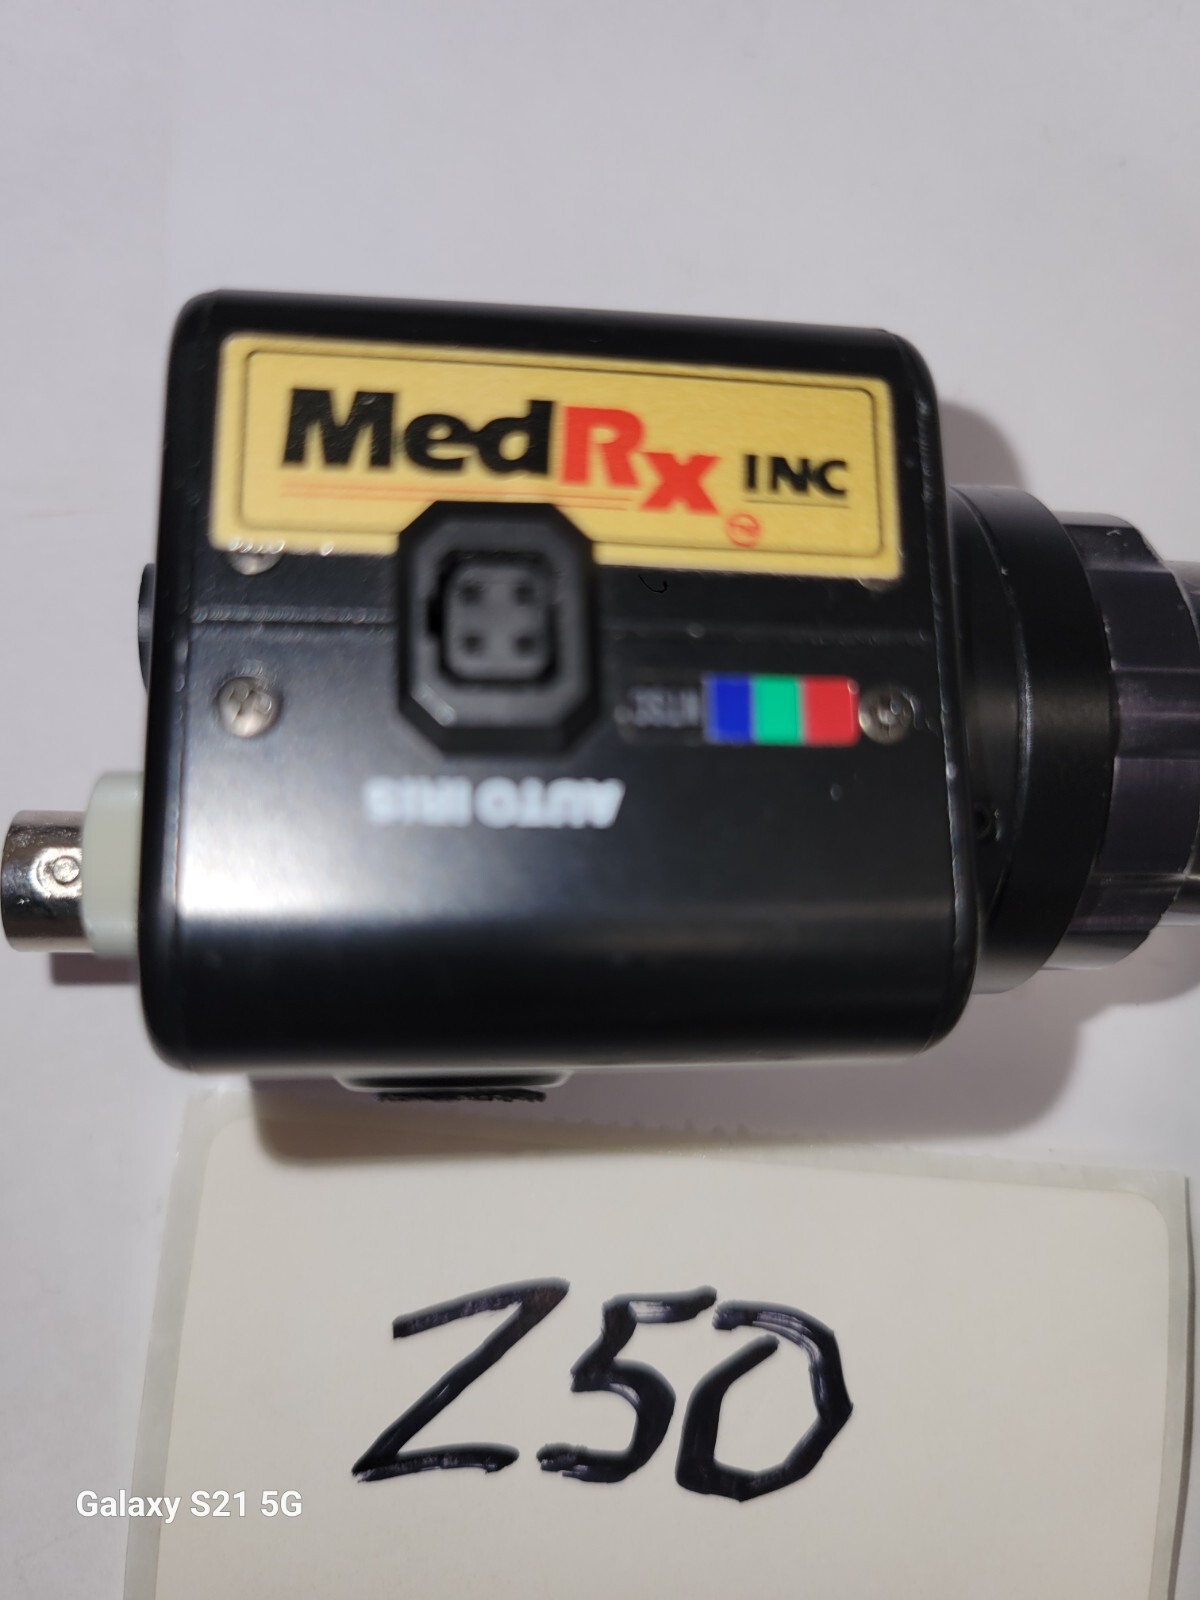 MedRx INC
NTSC
AUTO IRIS
Z50
Galaxy S21 5G